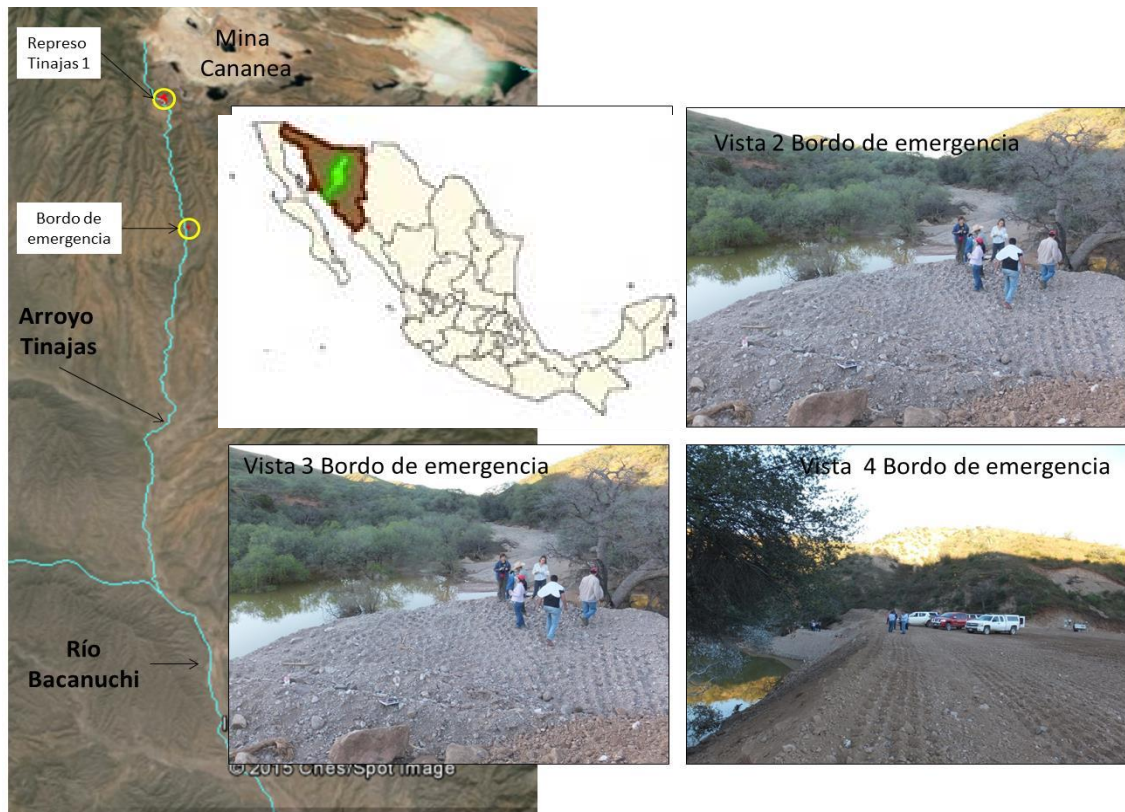 Represo
Tinajas 1
Mina
Cananea
Bordo de
emergencia
Arroyo
Tinajas
Río
Bacanuchi
© 2015 Cnes/Spot Image
Vista 2 Bordo de emergencia
Vista 3 Bordo de emergencia
Vista 4 Bordo de emergencia